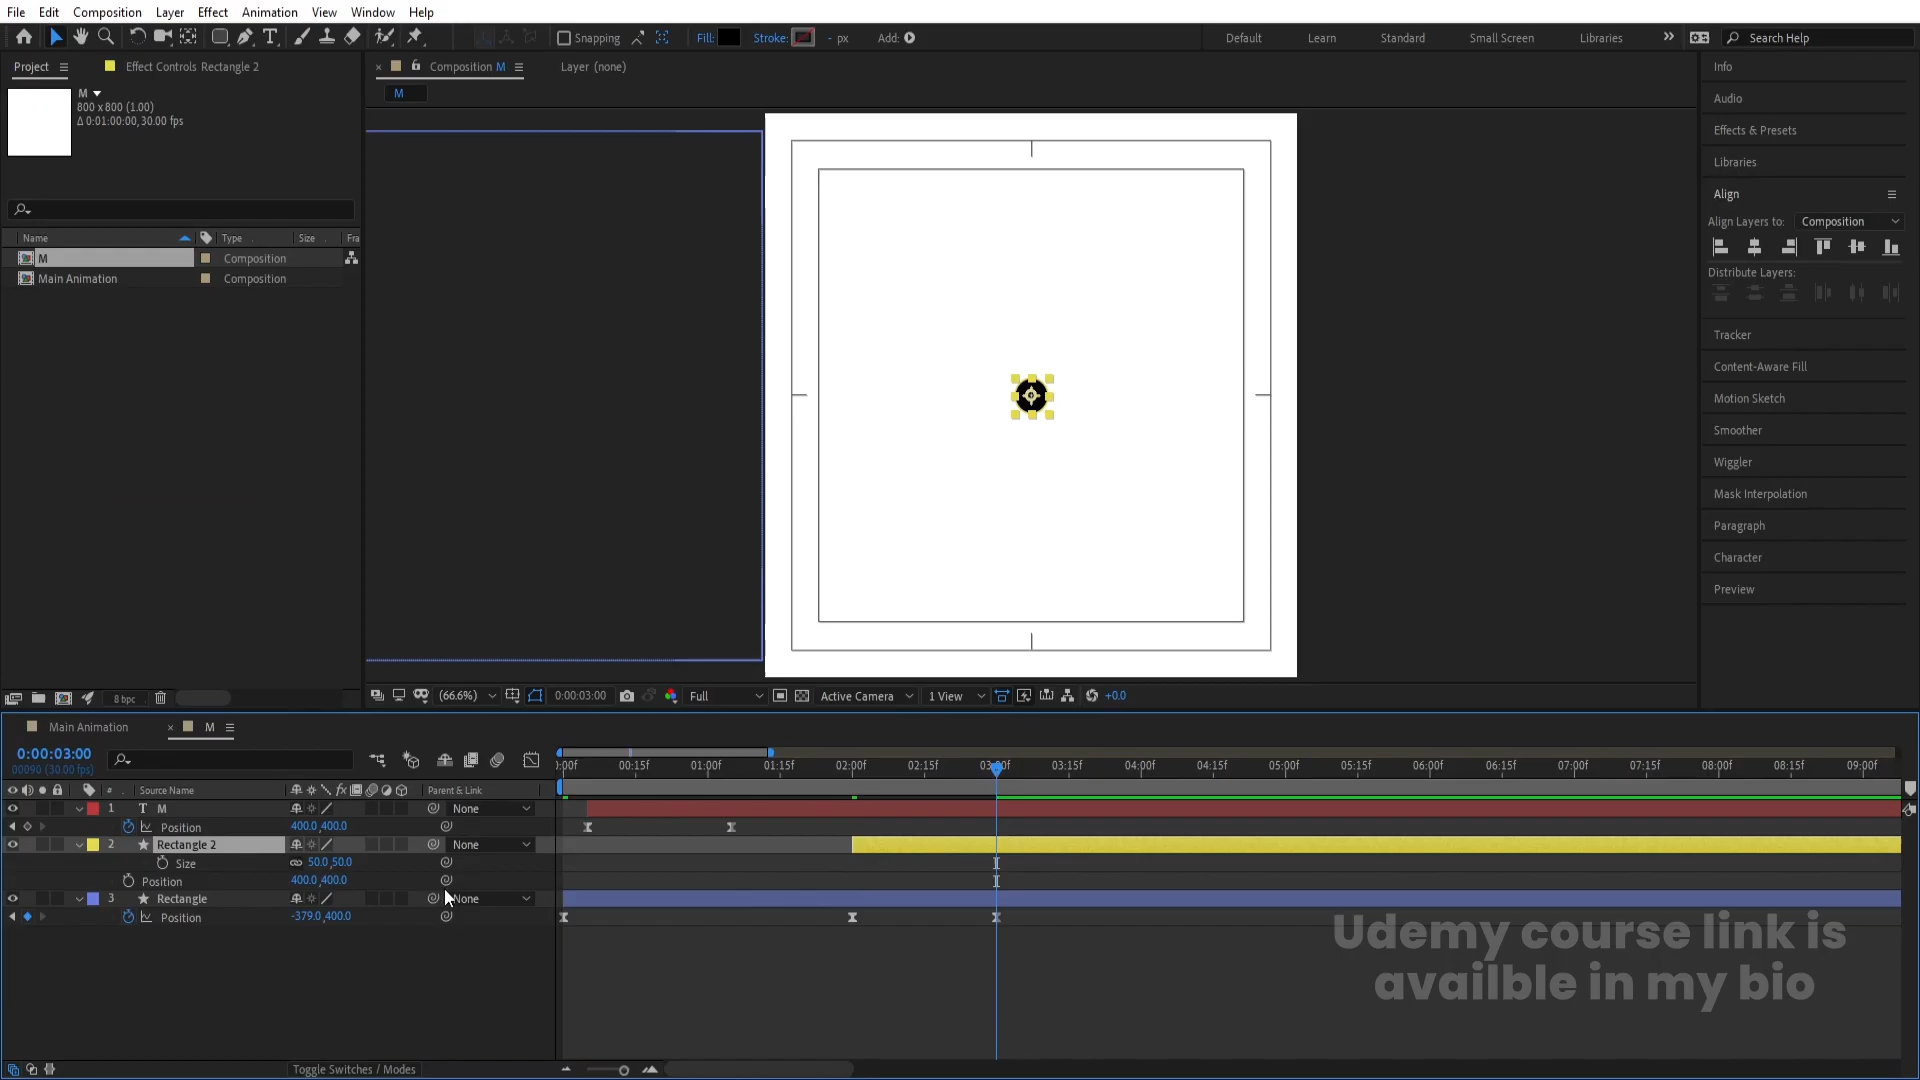 File Edit Composition Layer Effect Animation View Window Help
Snapping Fill: Stroke: - px Add: Default Learn Standard Small Screen Libraries Search Help
Project Effect Controls Rectangle 2
M
800 x 800 (1.00)
Δ 0:01:00:00, 30.00 fps
Name Type Size Fra
M Composition
Main Animation Composition
8 bpc
Composition M Layer (none)
M
(66.6%) 0:00:03:00 Full Active Camera 1 View +0.0
Info
Audio
Effects & Presets
Libraries
Align
Align Layers to: Composition
Distribute Layers:
Tracker
Content-Aware Fill
Motion Sketch
Smoother
Wiggler
Mask Interpolation
Paragraph
Character
Preview
Main Animation M
0:00:03:00
00090 (30.00 fps)
:00f 00:15f 01:00f 01:15f 02:00f 02:15f 03:00f 03:15f 04:00f 04:15f 05:00f 05:15f 06:00f 06:15f 07:00f 07:15f 08:00f 08:15f 09:00f
# Source Name Parent & Link
1 T M None
Position 400.0,400.0
2 Rectangle 2 None
Size 50.0,50.0
Position 400.0,400.0
3 Rectangle None
Position -379.0,400.0
Toggle Switches / Modes
Udemy course link is
availble in my bio